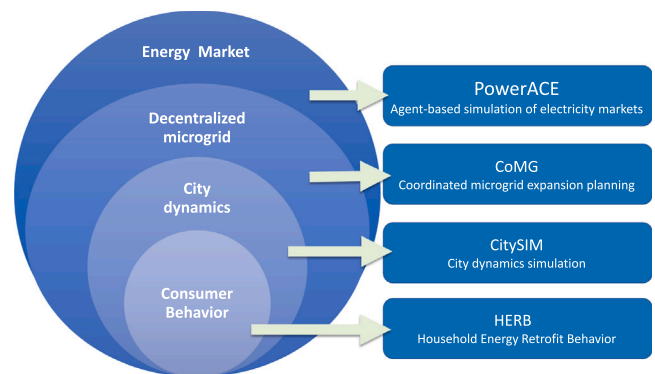 Energy Market
Decentralized
microgrid
City
dynamics
Consumer
Behavior
PowerACE
Agent-based simulation of electricity markets
CoMG
Coordinated microgrid expansion planning
CitySIM
City dynamics simulation
HERB
Household Energy Retrofit Behavior